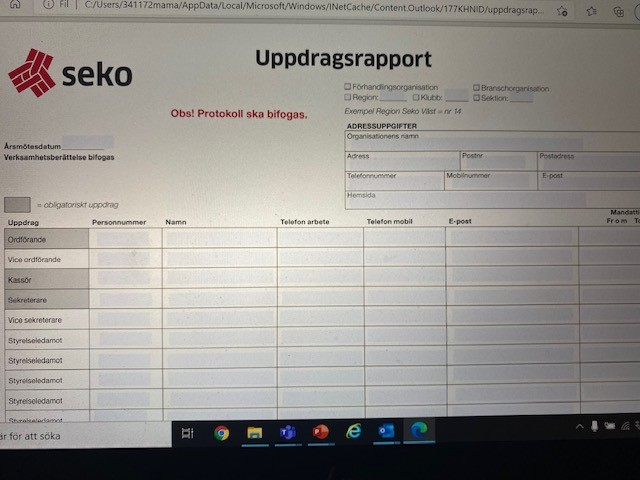 Fil
C:/Users/341172mama/AppData/Local/Microsoft/Windows/INetCache/Content.Outlook/177KHNID/uppdragsrap...
seko
Uppdragsrapport
Obs! Protokoll ska bifogas.
Förhandlingsorganisation
Branschorganisation
Region:
Klubb:
Sektion:
Exempel Region Seko Väst = nr 14
Årsmötesdatum
Verksamhetsberättelse bifogas
ADRESSUPPGIFTER
Organisationens namn
Adress Postnr Postadress
Telefonnummer Mobilnummer E-post
Hemsida
= obligatoriskt uppdrag
Uppdrag Personnummer Namn Telefon arbete Telefon mobil E-post
From
Ordförande
Vice ordförande
Kassör
Sekreterare
Vice sekreterare
Styrelseledamot
Styrelseledamot
Styrelseledamot
Styrelseledamot
Styrelseledamot
är för att söka